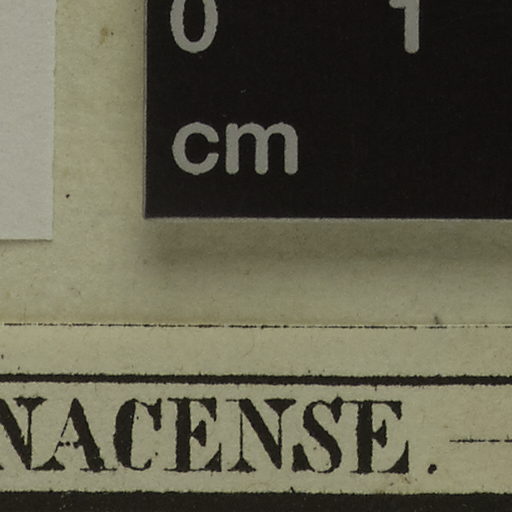 0 1
cm
NACENSE. —